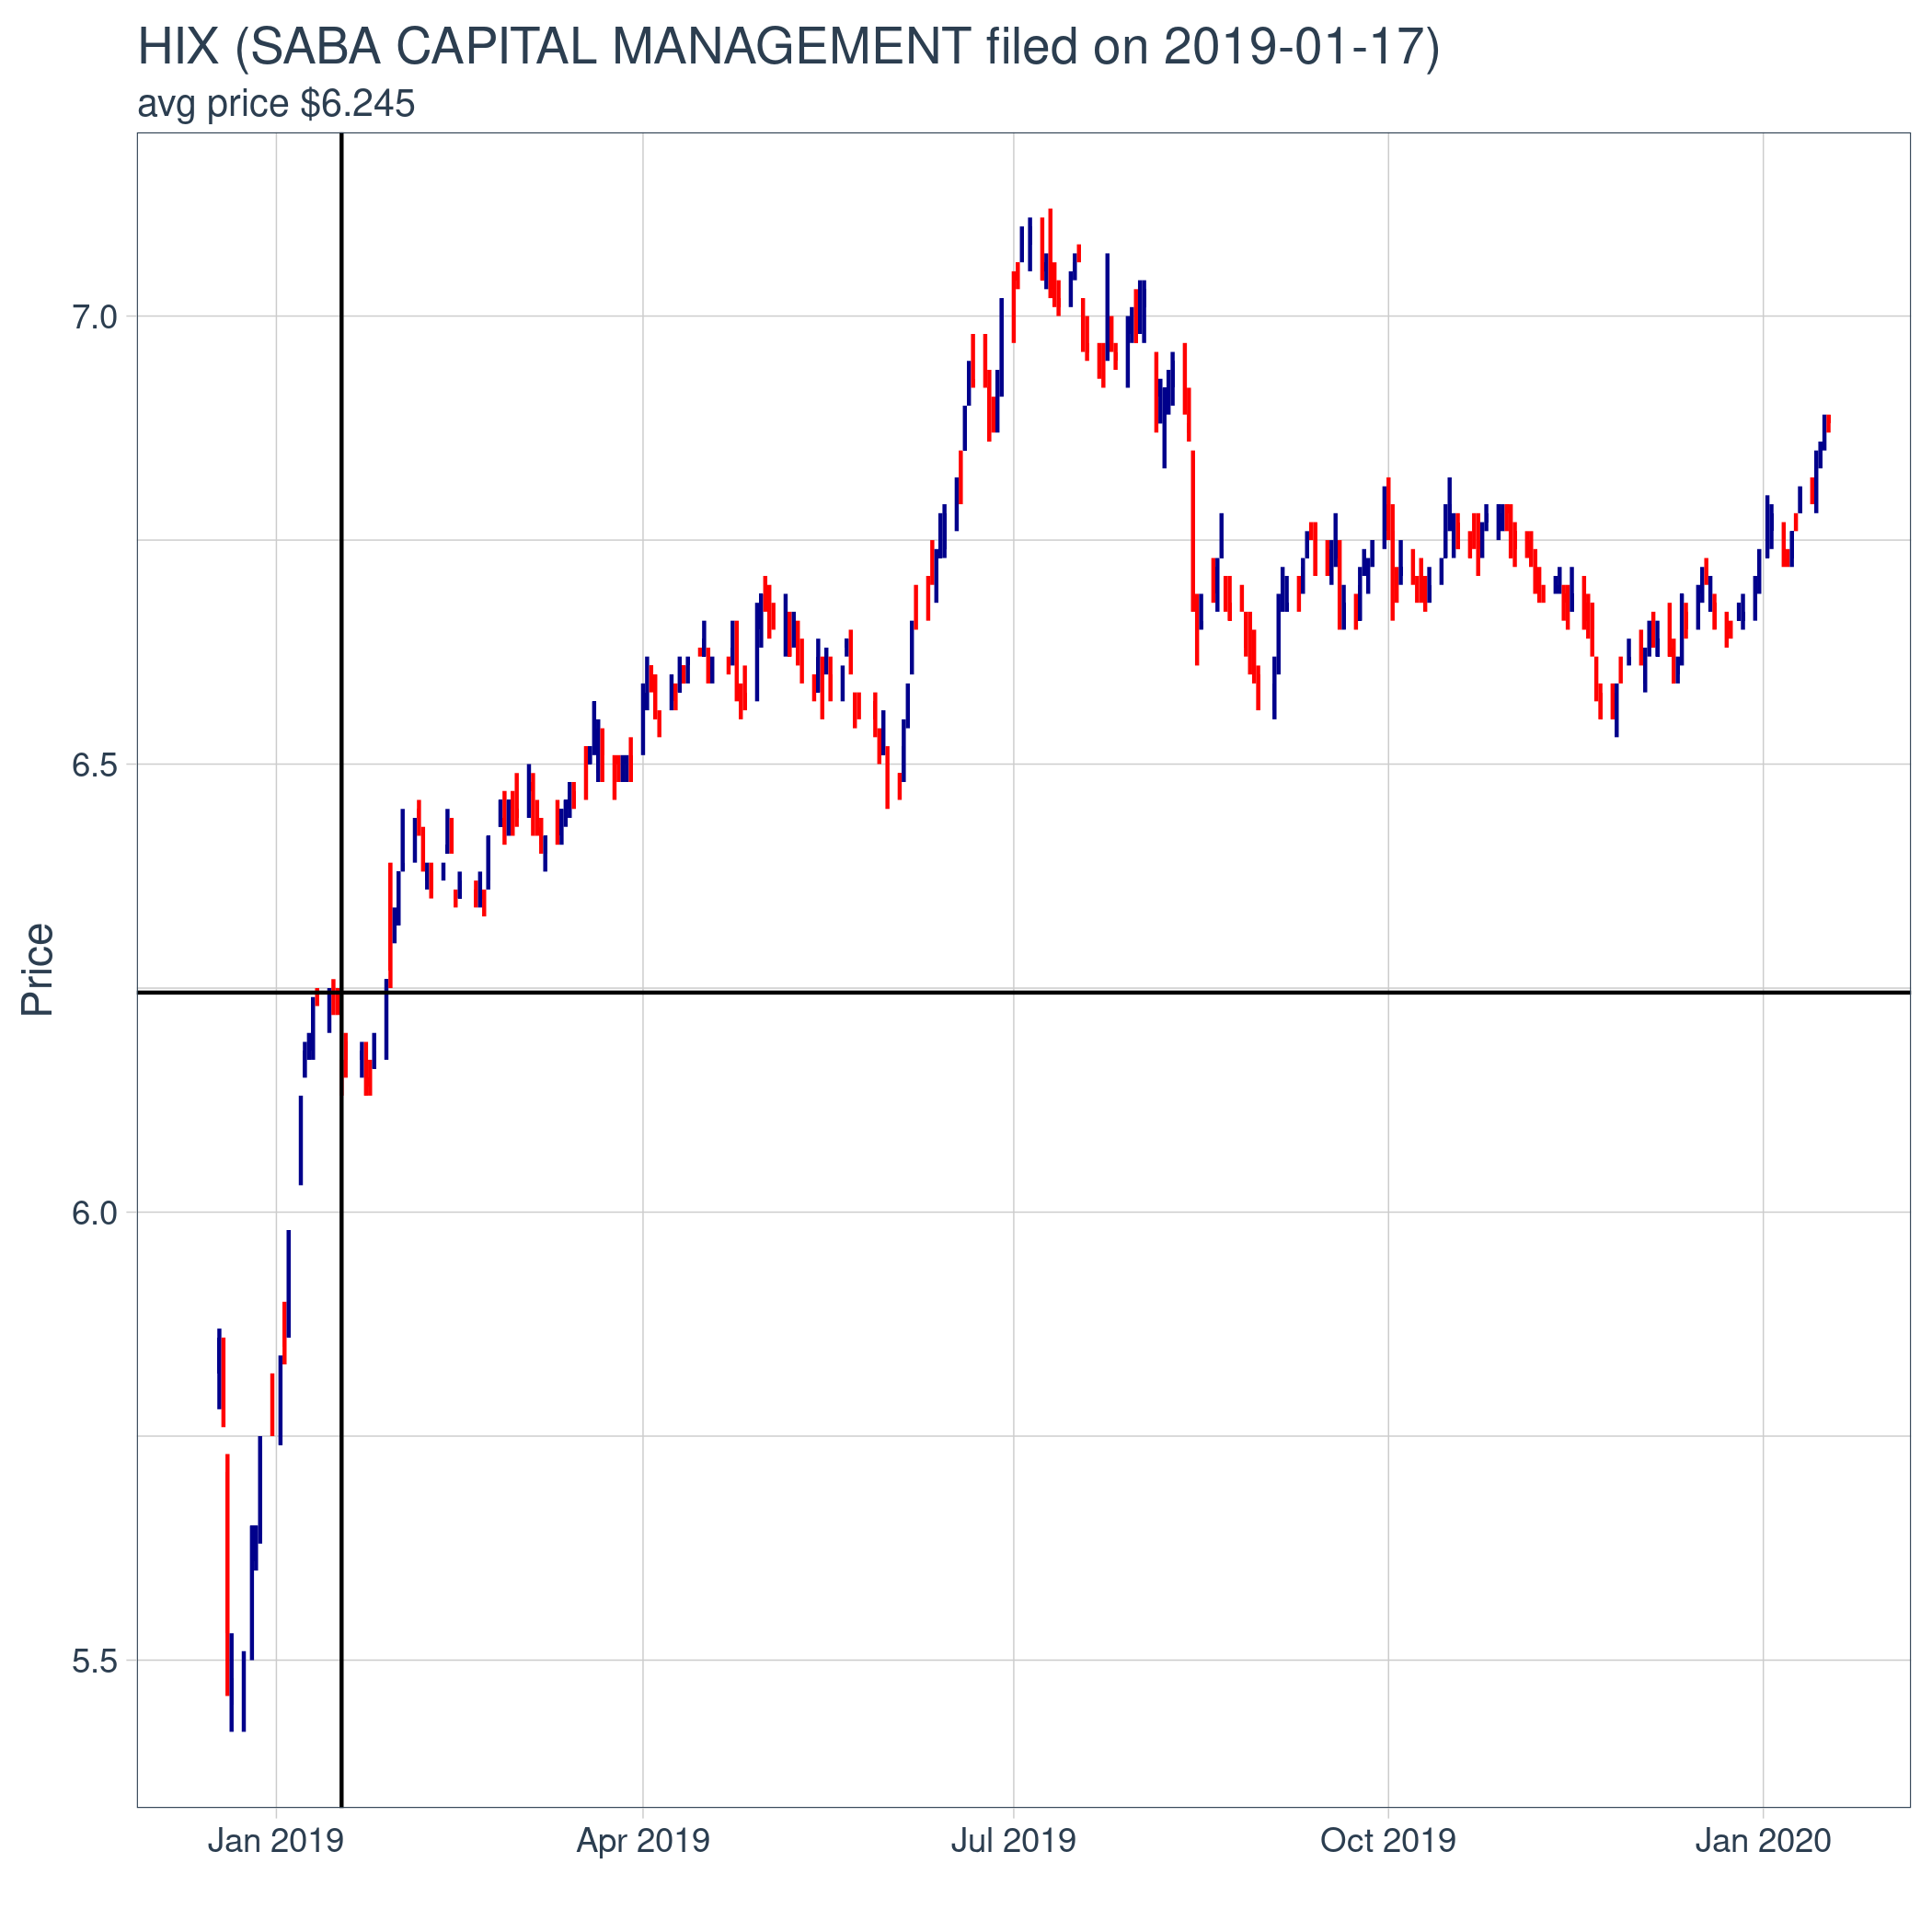 HIX (SABA CAPITAL MANAGEMENT filed on 2019-01-17)
avg price $6.245
Price
7.0
6.5
6.0
5.5
Jan 2019 Apr 2019 Jul 2019 Oct 2019 Jan 2020